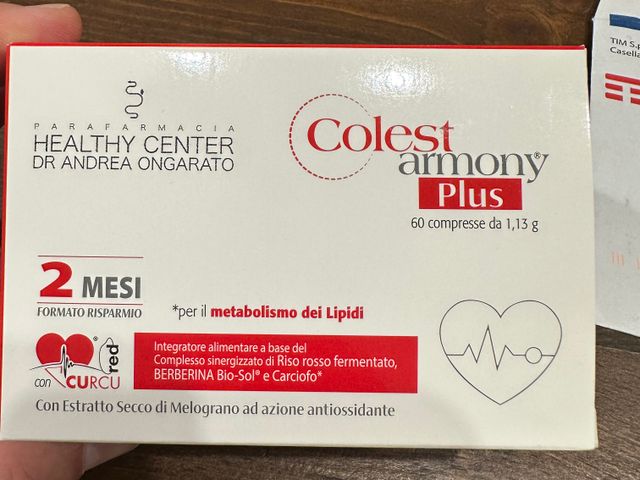 PARAFARMACIA
HEALTHY CENTER
DR ANDREA ONGARATO
Colest
armony®
Plus
60 compresse da 1,13 g
2 MESI
FORMATO RISPARMIO
*per il metabolismo dei Lipidi
con CURCU red®
Integratore alimentare a base del
Complesso sinergizzato di Riso rosso fermentato,
BERBERINA Bio-Sol® e Carciofo*
Con Estratto Secco di Melograno ad azione antiossidante
TIM S.p
Casella